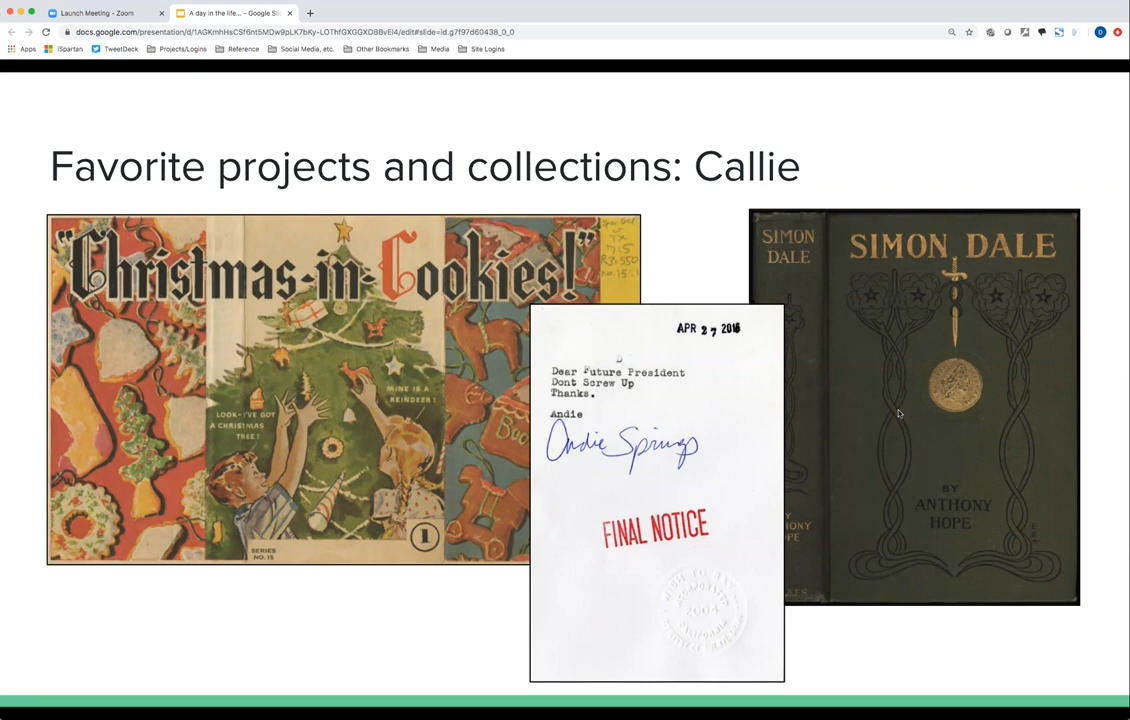 Launch Meeting - Zoom
A day in the life... - Google Sli
docs.google.com/presentation/d/1AGKmhHsCSf6nt5MDw9pLK7bKy-LOThfGXGGXDBBvEl4/edit#slide=id.g7f97d60438_0_0
Apps
iSpartan
TweetDeck
Projects/Logins
Reference
Social Media, etc.
Other Bookmarks
Media
Site Logins
Favorite projects and collections: Callie
"Christmas-in-Cookies!"
LOOK-I'VE GOT
A CHRISTMAS
TREE!
MINE IS A
REINDEER!
SERIES
NO. 15
1
APR 27 2016
Dear Future President
Dont Screw Up
Thanks.
Andie
Andie Springs
FINAL NOTICE
2004
SIMON
DALE
SIMON DALE
BY
ANTHONY
HOPE